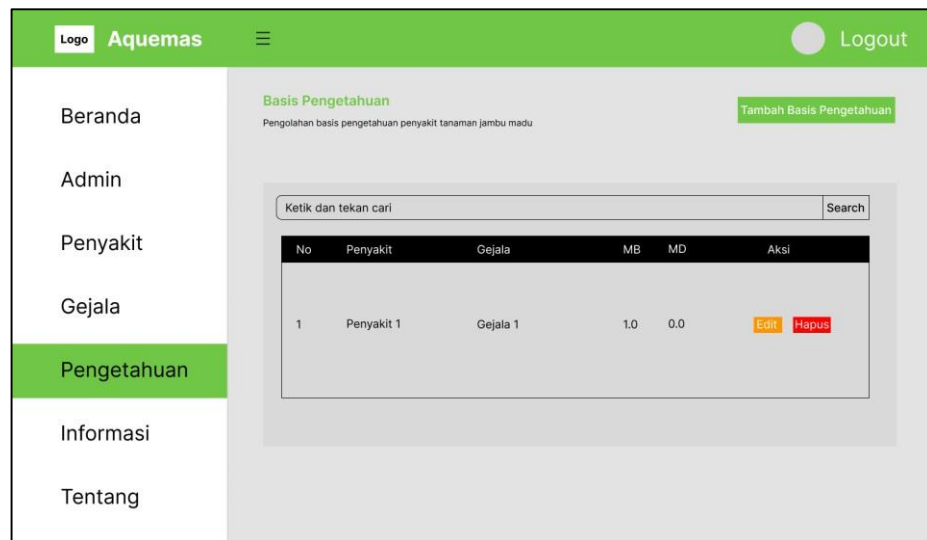 Logo Aquemas Logout
Beranda
Admin
Penyakit
Gejala
Pengetahuan
Informasi
Tentang
Basis Pengetahuan
Pengolahan basis pengetahuan penyakit tanaman jambu madu
Tambah Basis Pengetahuan
Ketik dan tekan cari Search
No Penyakit Gejala MB MD Aksi
1 Penyakit 1 Gejala 1 1.0 0.0 Edit Hapus